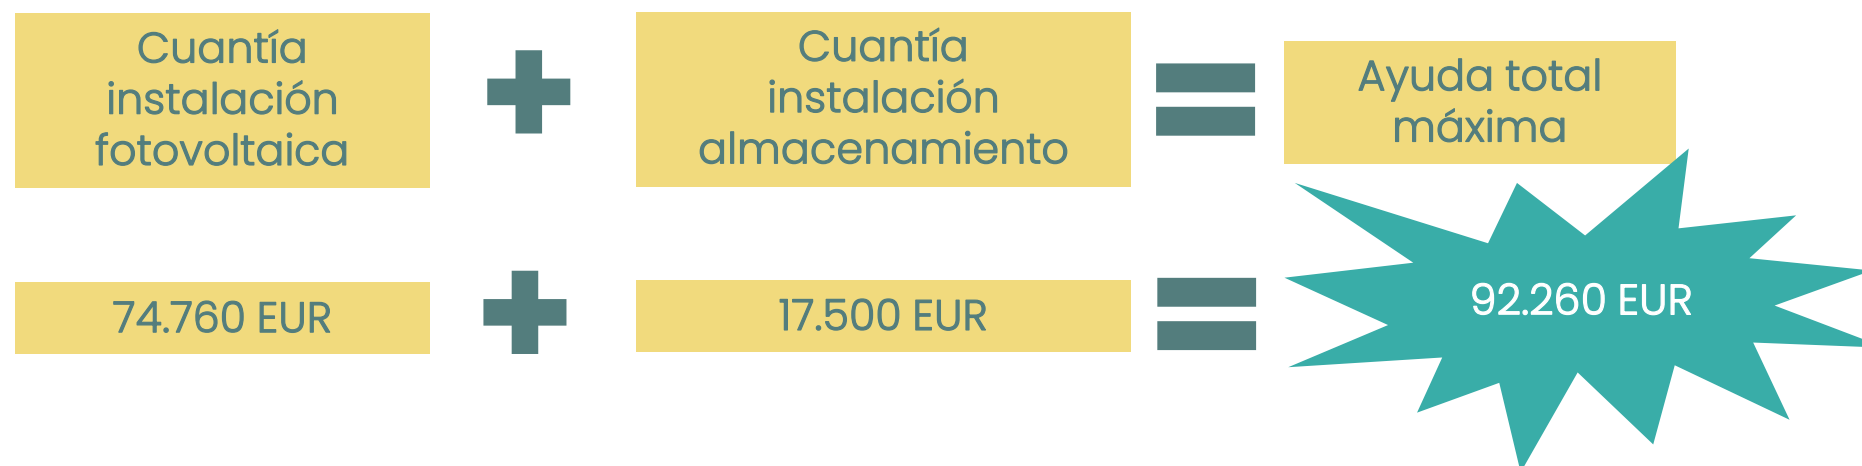 Cuantía
instalación
fotovoltaica
Cuantía
instalación
almacenamiento
Ayuda total
máxima
74.760 EUR
17.500 EUR
92.260 EUR